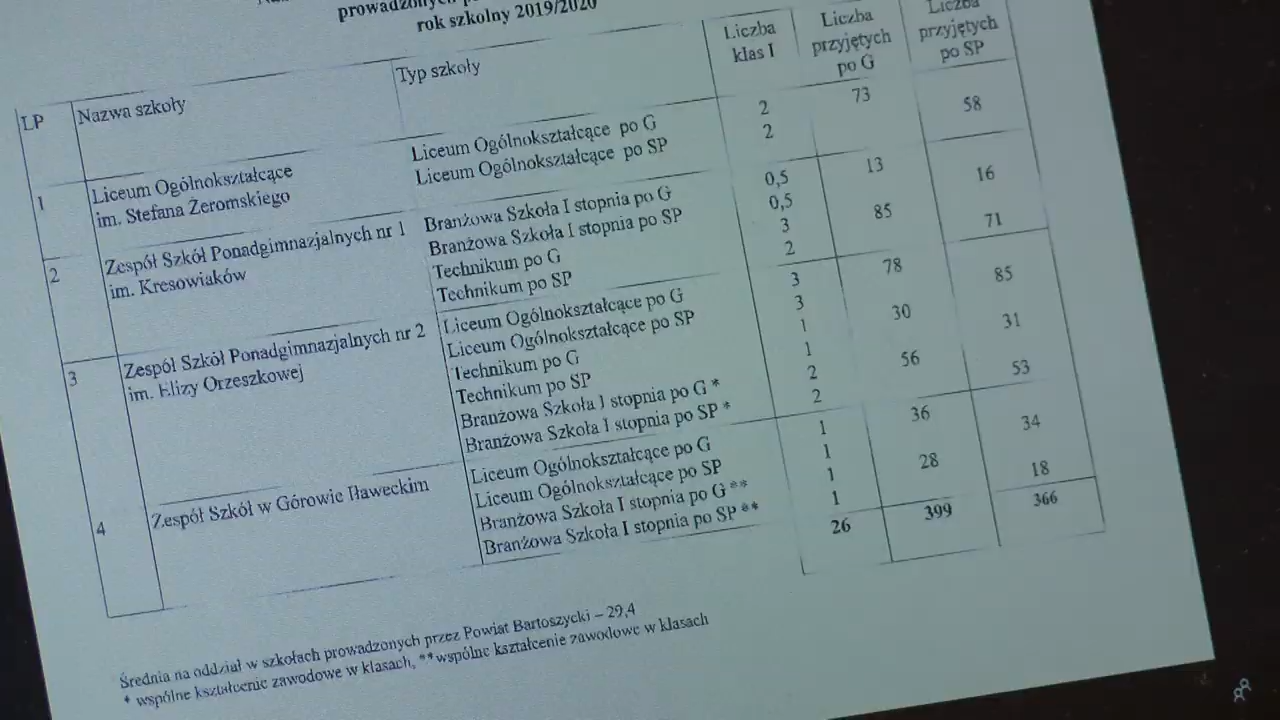 rok szkolny 2019/2020
LP Nazwa szkoły Typ szkoły Liczba klas I Liczba przyjętych po G Liczba przyjętych po SP
1 Liceum Ogólnokształcące im. Stefana Żeromskiego
Liceum Ogólnokształcące po G 2 73
Liceum Ogólnokształcące po SP 2 58
2 Zespół Szkół Ponadgimnazjalnych nr 1 im. Kresowiaków
Branżowa Szkoła I stopnia po G 0,5 13
Branżowa Szkoła I stopnia po SP 0,5 16
Technikum po G 3 85
Technikum po SP 2 71
3 Zespół Szkół Ponadgimnazjalnych nr 2 im. Elizy Orzeszkowej
Liceum Ogólnokształcące po G 3 78
Liceum Ogólnokształcące po SP 3 85
Technikum po G 1 30
Technikum po SP 1 31
Branżowa Szkoła I stopnia po G * 2 56
Branżowa Szkoła I stopnia po SP * 2 53
4 Zespół Szkół w Górowie Iławeckim
Liceum Ogólnokształcące po G 1 36
Liceum Ogólnokształcące po SP 1 34
Branżowa Szkoła I stopnia po G ** 1 28
Branżowa Szkoła I stopnia po SP ** 1 18
26 399 366
Średnia na oddział w szkołach prowadzonych przez Powiat Bartoszycki – 29,4
* wspólne kształcenie zawodowe w klasach, **wspólne kształcenie zawodowe w klasach